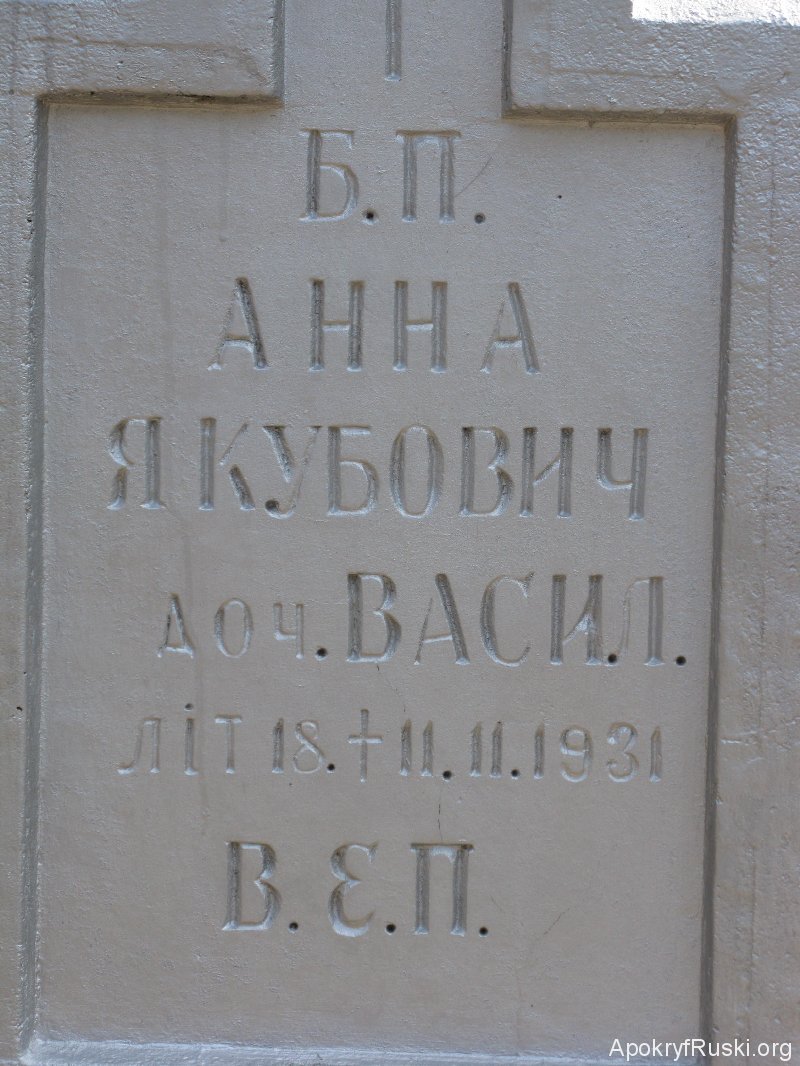 Б. П.
АННА
ЯКУБОВИЧ
доч. ВАСИЛ.
літ 18. † 11. 11. 1931
В. Є. П.
ApokryfRuski.org